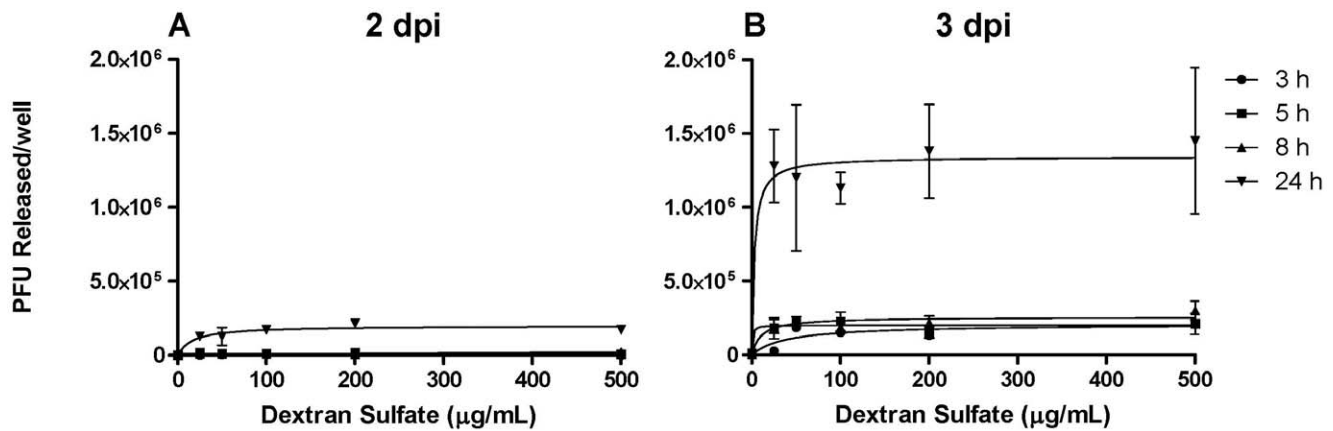 A 2 dpi
B 3 dpi
PFU Released/well
2.0×10⁶
1.5×10⁶
1.0×10⁶
5.0×10⁵
0
0 100 200 300 400 500
Dextran Sulfate (μg/mL)
2.0×10⁶
1.5×10⁶
1.0×10⁶
5.0×10⁵
0
0 100 200 300 400 500
Dextran Sulfate (μg/mL)
3 h
5 h
8 h
24 h